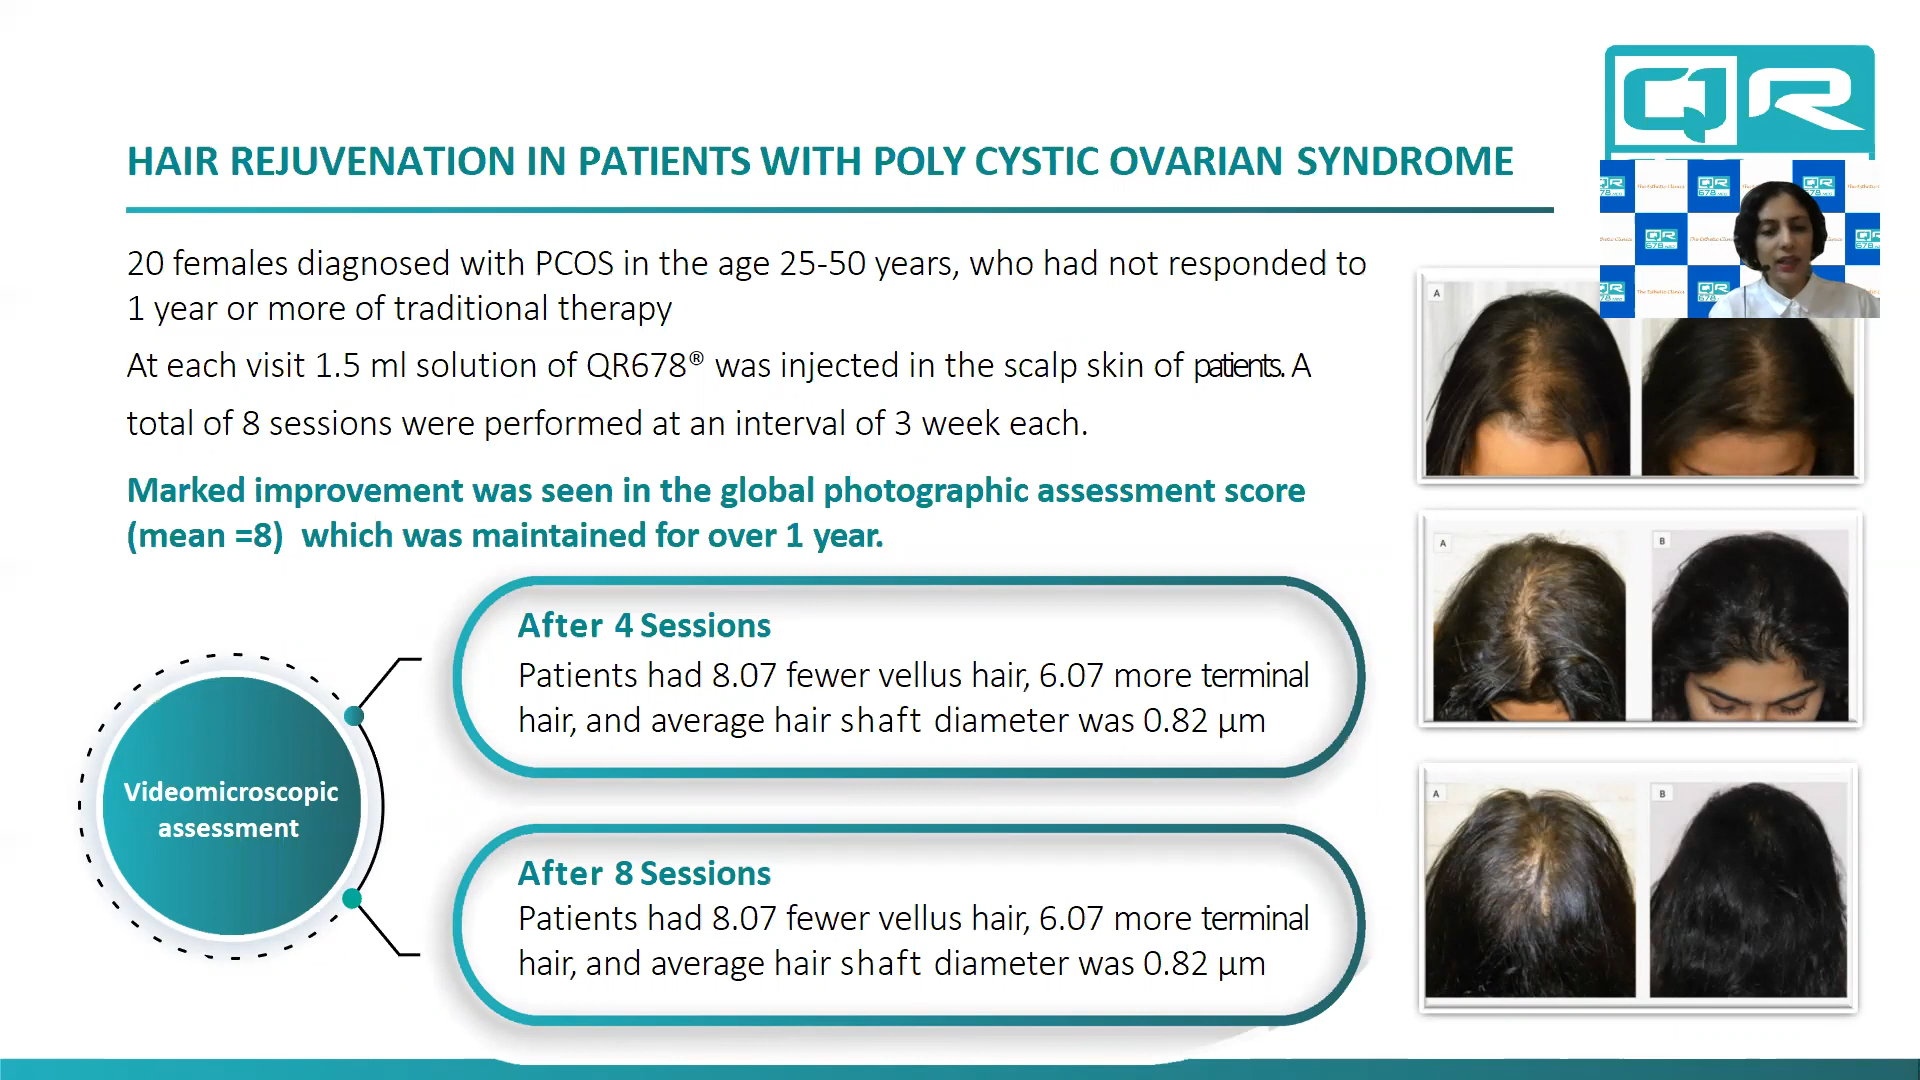 QR
HAIR REJUVENATION IN PATIENTS WITH POLY CYSTIC OVARIAN SYNDROME
20 females diagnosed with PCOS in the age 25-50 years, who had not responded to
1 year or more of traditional therapy
At each visit 1.5 ml solution of QR678® was injected in the scalp skin of patients. A
total of 8 sessions were performed at an interval of 3 week each.
Marked improvement was seen in the global photographic assessment score
(mean =8) which was maintained for over 1 year.
After 4 Sessions
Patients had 8.07 fewer vellus hair, 6.07 more terminal
hair, and average hair shaft diameter was 0.82 µm
Videomicroscopic
assessment
After 8 Sessions
Patients had 8.07 fewer vellus hair, 6.07 more terminal
hair, and average hair shaft diameter was 0.82 µm
A
A
B
A
B